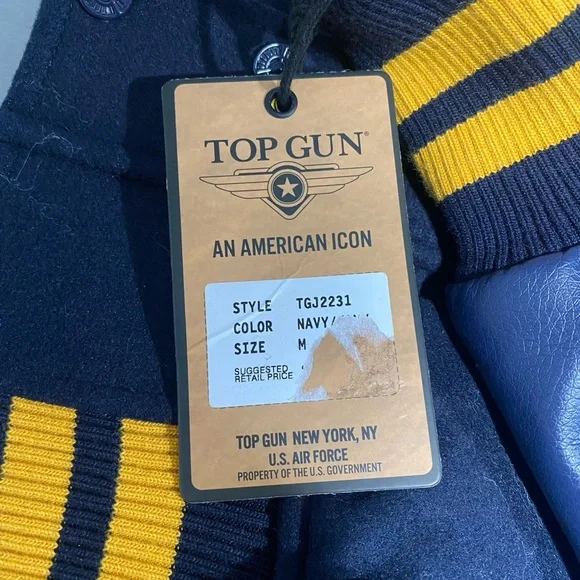 TOP GUN®
AN AMERICAN ICON
STYLE TGJ2231
COLOR NAVY/
SIZE M
SUGGESTED
RETAIL PRICE
TOP GUN NEW YORK, NY
U.S. AIR FORCE
PROPERTY OF THE U.S. GOVERNMENT